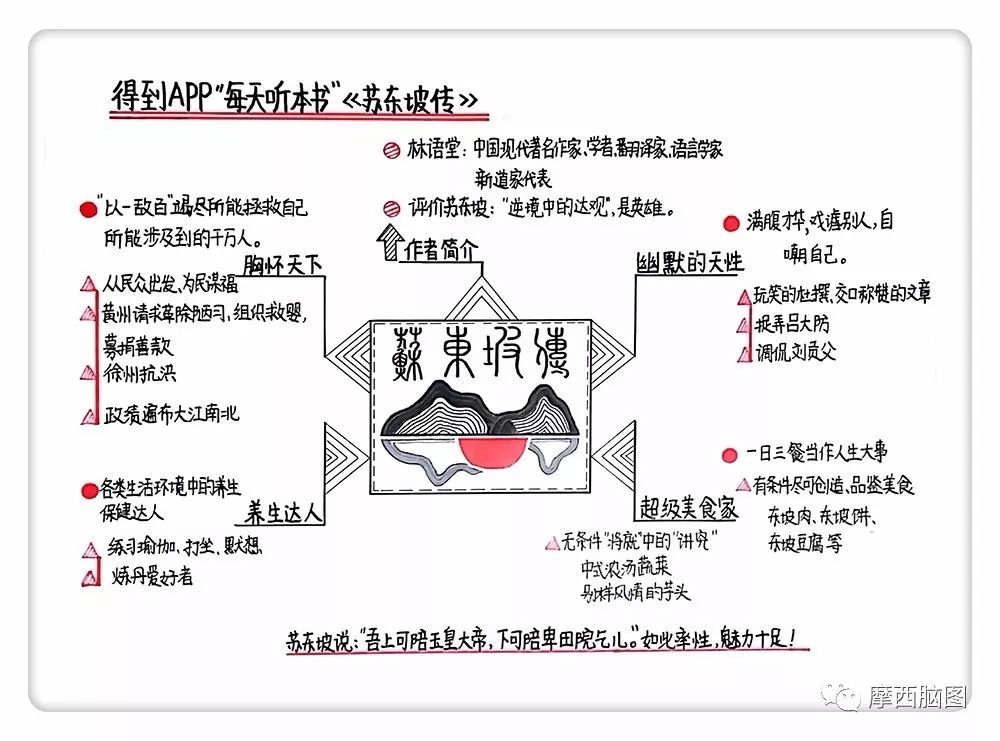 得到APP“每天听本书”《苏东坡传》
林语堂：中国现代著名作家、学者、翻译家、语言学家
新道家代表
评价苏东坡：“逆境中的达观”，是英雄。
作者简介
“以一敌百”竭尽所能拯救自己
所能涉及到的千万人。
胸怀天下
从民众出发、为民谋福
黄州请求革除陋习、组织救婴，
募捐善款
徐州抗洪
政绩遍布大江南北
幽默的天性
满腹才华，戏谑别人，自
嘲自己。
玩笑的杜撰，交口称赞的文章
捉弄吕大防
调侃刘贡父
蘇東坡傳
各类生活环境中的养生
保健达人
养生达人
练习瑜伽、打坐、默想
炼丹爱好者
超级美食家
一日三餐当作人生大事
有条件尽可创造、品鉴美食
东坡肉、东坡饼、
东坡豆腐等
无条件“将就”中的“讲究”
中式浓汤蔬菜
别样风情的芋头
苏东坡说：“吾上可陪玉皇大帝，下可陪卑田院乞儿。”如此率性，魅力十足！
摩西脑图